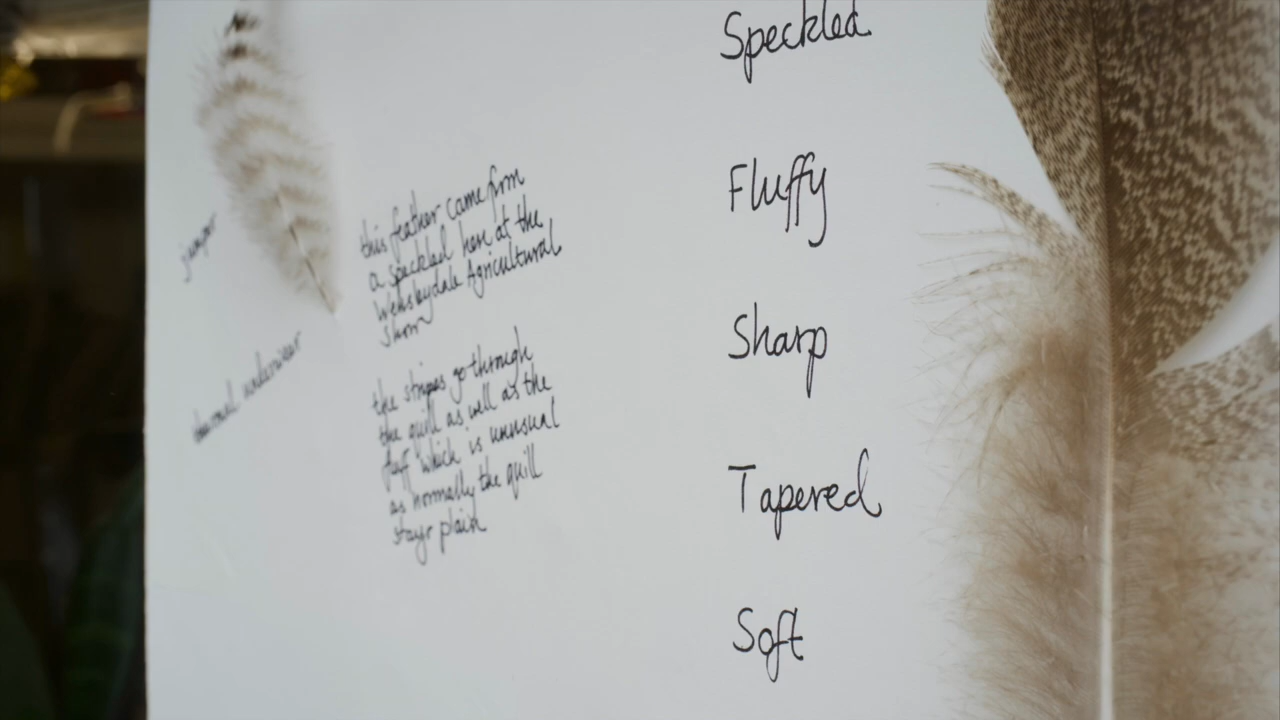 jumper
thermal underwear
this feather came from
a speckled hen at the
Wensleydale Agricultural
Show
the stripes go through
the quill as well as the
fluff which is unusual
as normally the quill
stays plain
Speckled
Fluffy
Sharp
Tapered
Soft